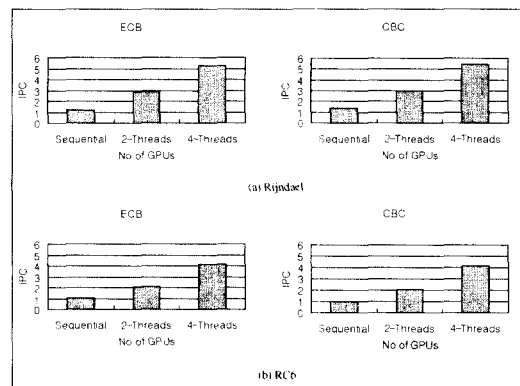 ECB
CBC
IPC
6
5
4
3
2
1
0
IPC
6
5
4
3
2
1
0
Sequential 2-Threads 4-Threads
Sequential 2-Threads 4-Threads
No of GPUs
No of GPUs
(a) Rijndael
ECB
CBC
IPC
6
5
4
3
2
1
0
IPC
6
5
4
3
2
1
0
Sequential 2-Threads 4-Threads
Sequential 2-Threads 4-Threads
No of GPUs
No of GPUs
(b) RC6